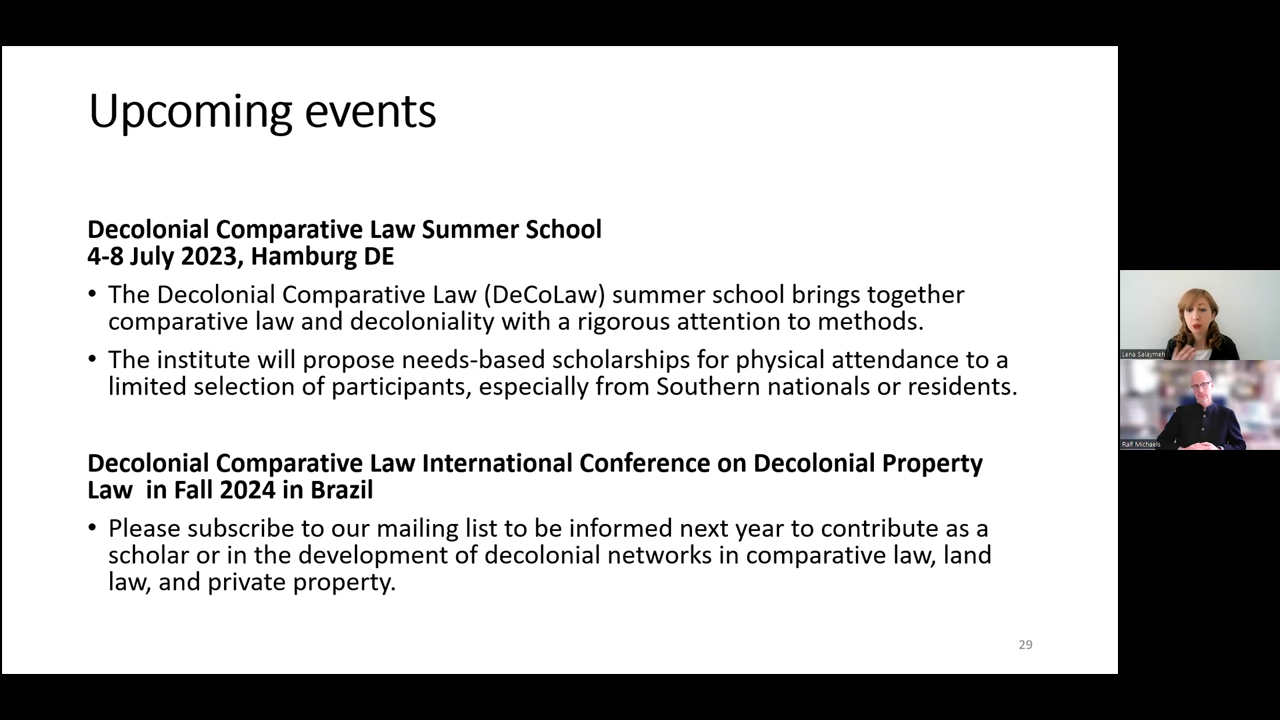 Upcoming events
Decolonial Comparative Law Summer School
4-8 July 2023, Hamburg DE
• The Decolonial Comparative Law (DeCoLaw) summer school brings together
comparative law and decoloniality with a rigorous attention to methods.
• The institute will propose needs-based scholarships for physical attendance to a
limited selection of participants, especially from Southern nationals or residents.
Decolonial Comparative Law International Conference on Decolonial Property
Law  in Fall 2024 in Brazil
• Please subscribe to our mailing list to be informed next year to contribute as a
scholar or in the development of decolonial networks in comparative law, land
law, and private property.
29
Lena Salaymeh
Ralf Michaels